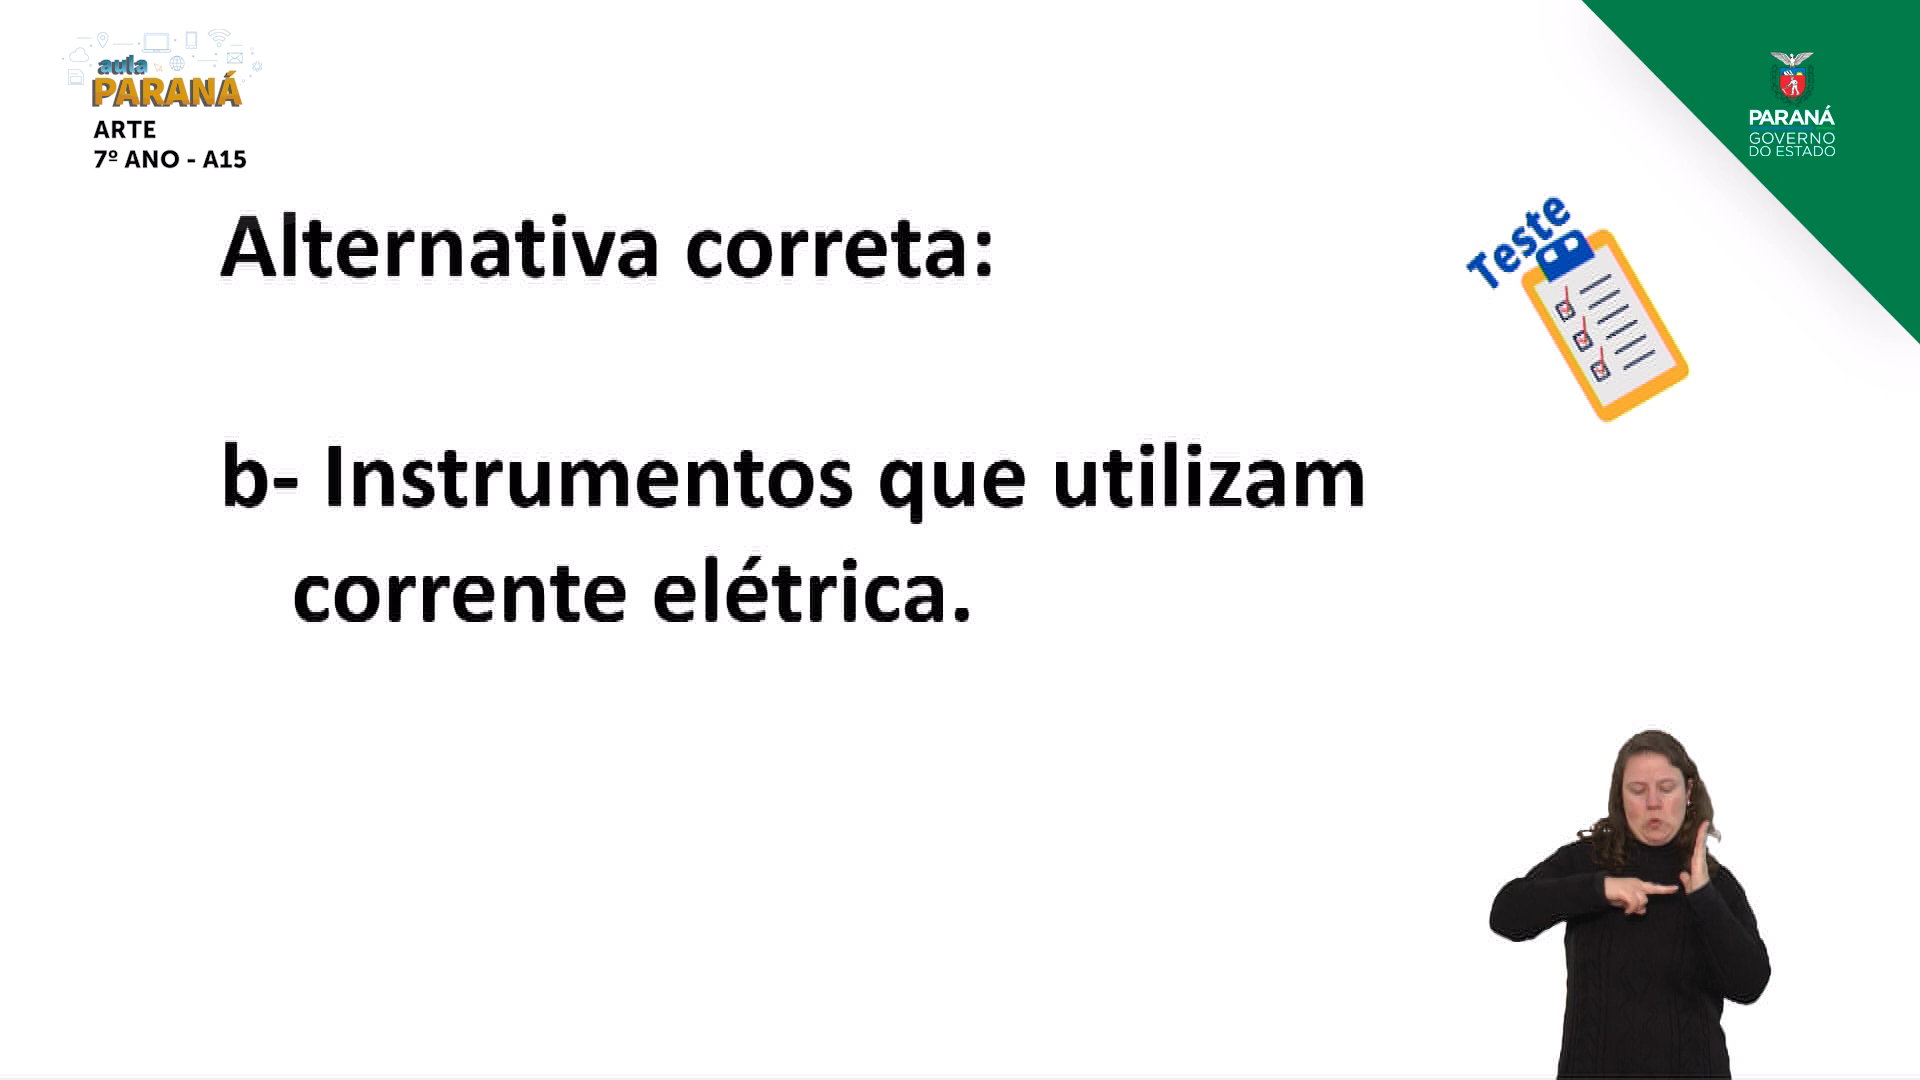 aula
PARANÁ
ARTE
7º ANO - A15
PARANÁ
GOVERNO
DO ESTADO
Alternativa correta:
Teste
b- Instrumentos que utilizam
corrente elétrica.